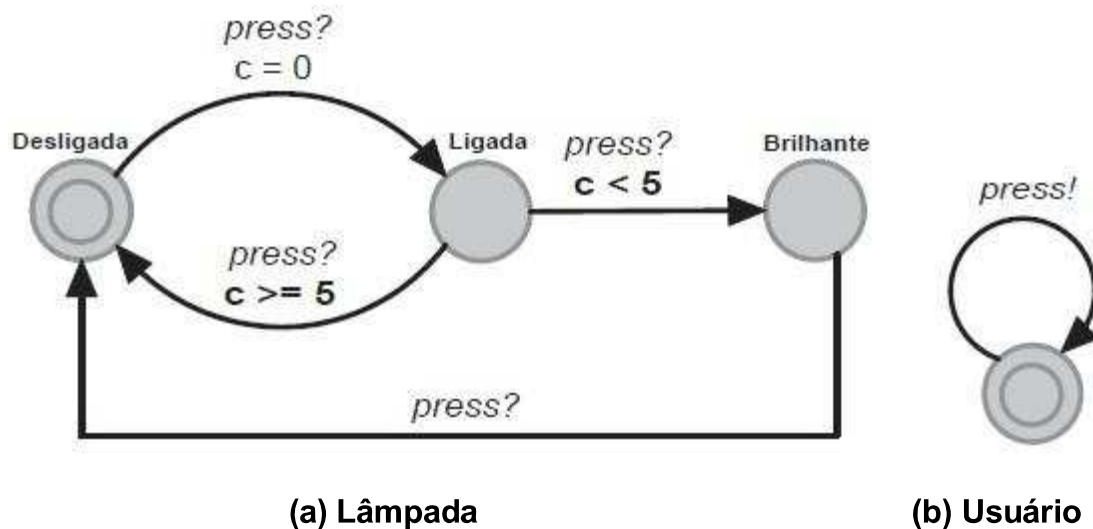 press?
c = 0
Desligada
Ligada
press?
c < 5
Brilhante
press!
press?
c >= 5
press?
(a) Lâmpada
(b) Usuário